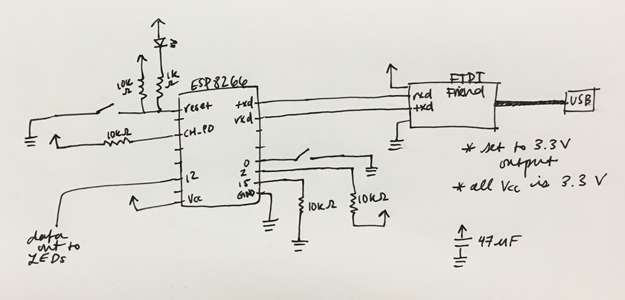 ESP8266
10K
Ω
1K
Ω
reset
10KΩ
CH_PD
12
Vcc
data
out to
LEDs
txd
rxd
0
2
15
GND
10KΩ
10KΩ
FTDI
Friend
rxd
txd
USB
* set to 3.3V
output
* all Vcc is 3.3 V
47uF